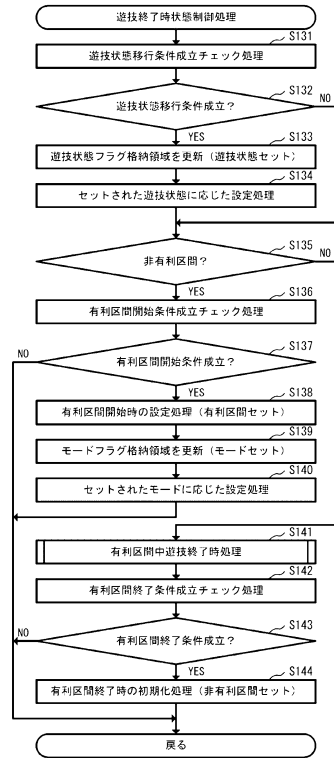 遊技終了時状態制御処理
S131
遊技状態移行条件成立チェック処理
S132
遊技状態移行条件成立？
NO
YES
S133
遊技状態フラグ格納領域を更新（遊技状態セット）
S134
セットされた遊技状態に応じた設定処理
S135
非有利区間？
NO
YES
S136
有利区間開始条件成立チェック処理
S137
NO
有利区間開始条件成立？
YES
S138
有利区間開始時の設定処理（有利区間セット）
S139
モードフラグ格納領域を更新（モードセット）
S140
セットされたモードに応じた設定処理
S141
有利区間中遊技終了時処理
S142
有利区間終了条件成立チェック処理
S143
NO
有利区間終了条件成立？
YES
S144
有利区間終了時の初期化処理（非有利区間セット）
戻る